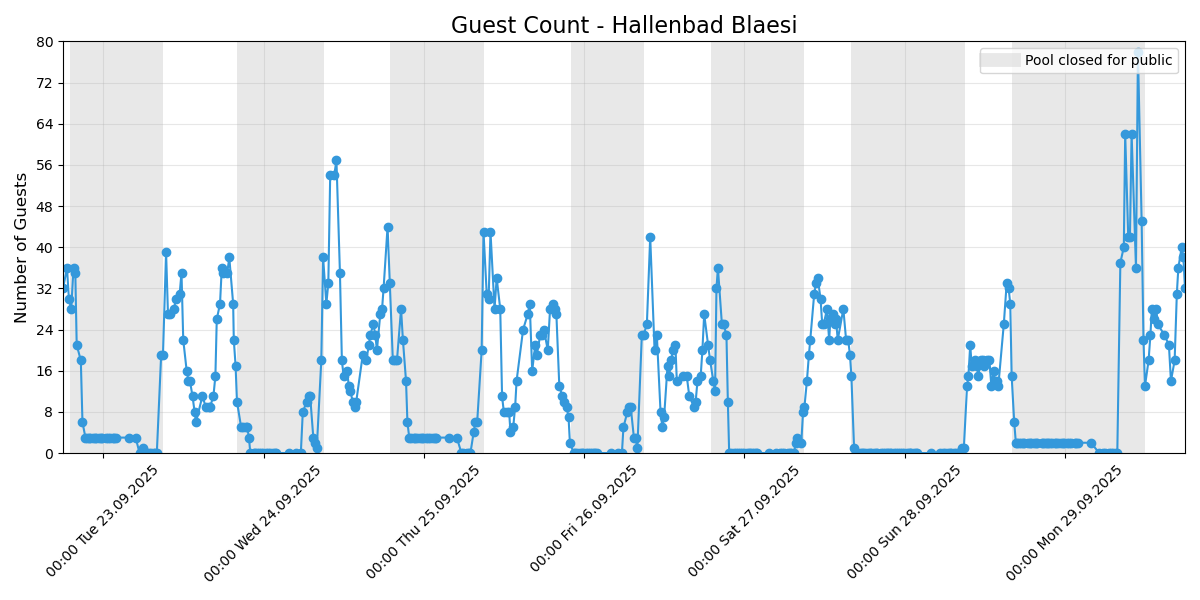 Guest Count - Hallenbad Blaesi
Number of Guests
80
72
64
56
48
40
32
24
16
8
0
Pool closed for public
00:00 Tue 23.09.2025
00:00 Wed 24.09.2025
00:00 Thu 25.09.2025
00:00 Fri 26.09.2025
00:00 Sat 27.09.2025
00:00 Sun 28.09.2025
00:00 Mon 29.09.2025